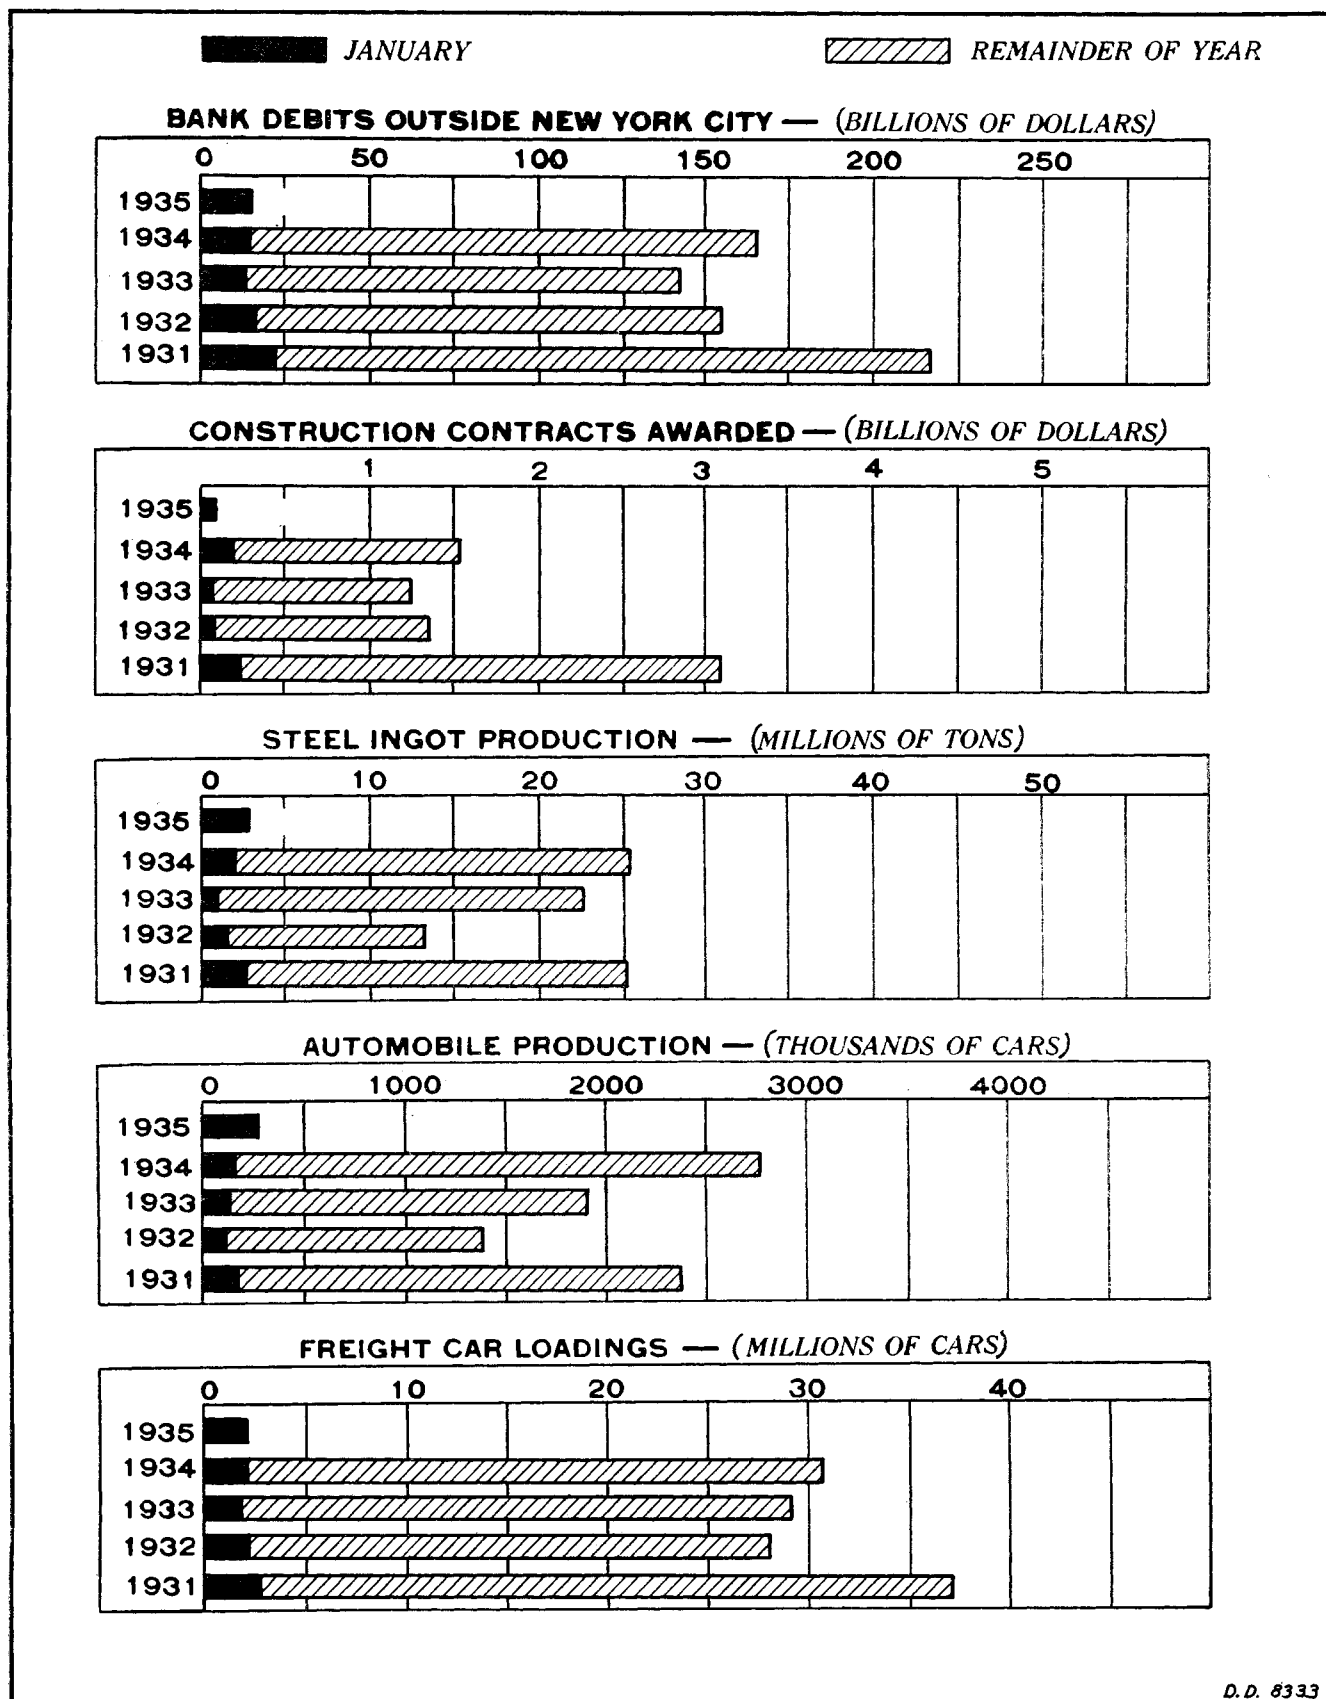 JANUARY REMAINDER OF YEAR
BANK DEBITS OUTSIDE NEW YORK CITY — (BILLIONS OF DOLLARS)
0 50 100 150 200 250
1935
1934
1933
1932
1931
CONSTRUCTION CONTRACTS AWARDED — (BILLIONS OF DOLLARS)
1 2 3 4 5
1935
1934
1933
1932
1931
STEEL INGOT PRODUCTION — (MILLIONS OF TONS)
0 10 20 30 40 50
1935
1934
1933
1932
1931
AUTOMOBILE PRODUCTION — (THOUSANDS OF CARS)
0 1000 2000 3000 4000
1935
1934
1933
1932
1931
FREIGHT CAR LOADINGS — (MILLIONS OF CARS)
0 10 20 30 40
1935
1934
1933
1932
1931
D.D. 8333